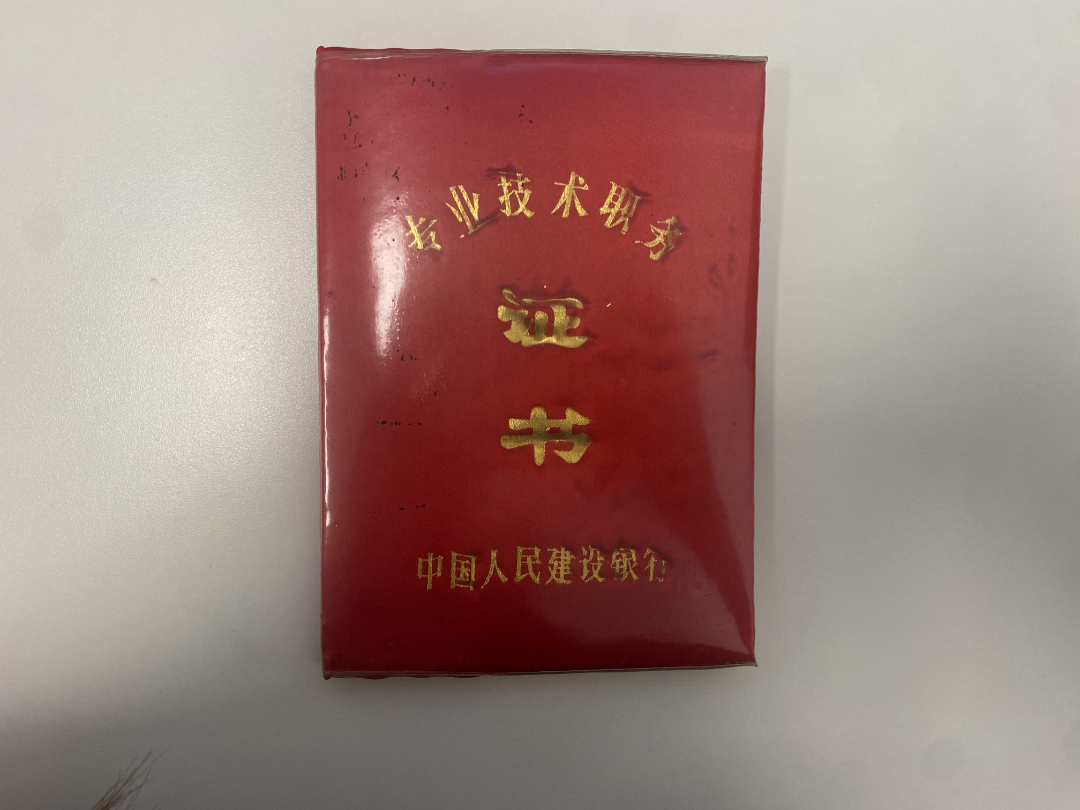 专业技术职务
证
书
中国人民建设银行